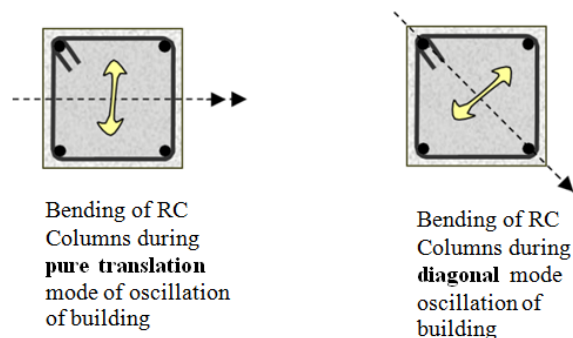 Bending of RC
Columns during
pure translation
mode of oscillation
of building
Bending of RC
Columns during
diagonal mode
oscillation of
building